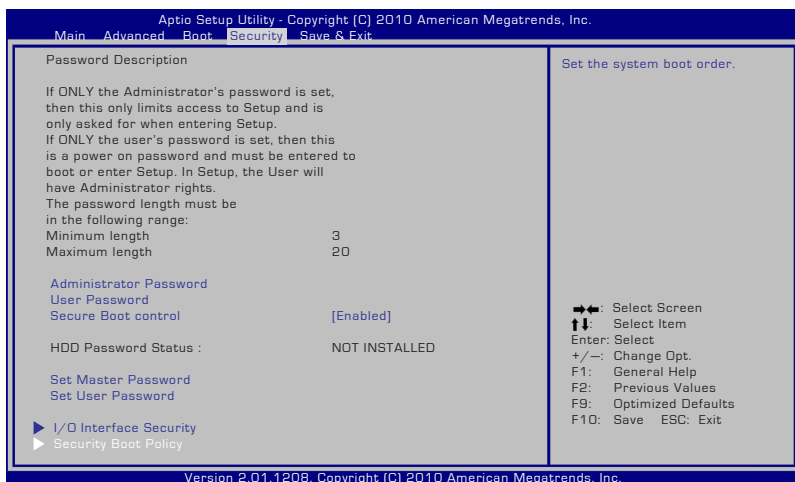 Aptio Setup Utility - Copyright (C) 2010 American Megatrends, Inc.
Main Advanced Boot Security Save & Exit
Password Description
If ONLY the Administrator's password is set,
then this only limits access to Setup and is
only asked for when entering Setup.
If ONLY the user's password is set, then this
is a power on password and must be entered to
boot or enter Setup. In Setup, the User will
have Administrator rights.
The password length must be
in the following range:
Minimum length 3
Maximum length 20
Administrator Password
User Password
Secure Boot control [Enabled]
HDD Password Status : NOT INSTALLED
Set Master Password
Set User Password
I/O Interface Security
Security Boot Policy
Set the system boot order.
→←: Select Screen
↑↓: Select Item
Enter: Select
+/—: Change Opt.
F1: General Help
F2: Previous Values
F9: Optimized Defaults
F10: Save ESC: Exit
Version 2.01.1208. Copyright (C) 2010 American Megatrends, Inc.